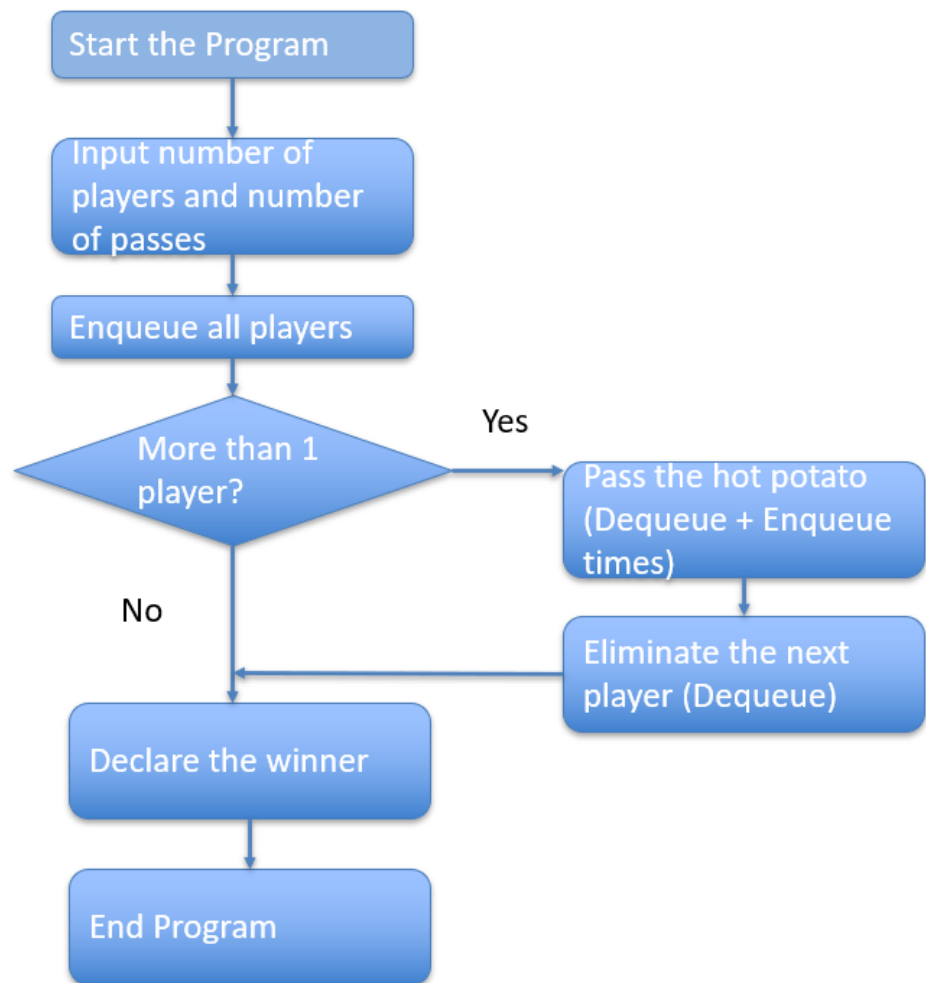 Start the Program
Input number of
players and number
of passes
Enqueue all players
More than 1
player?
Yes
Pass the hot potato
(Dequeue + Enqueue
times)
No
Eliminate the next
player (Dequeue)
Declare the winner
End Program